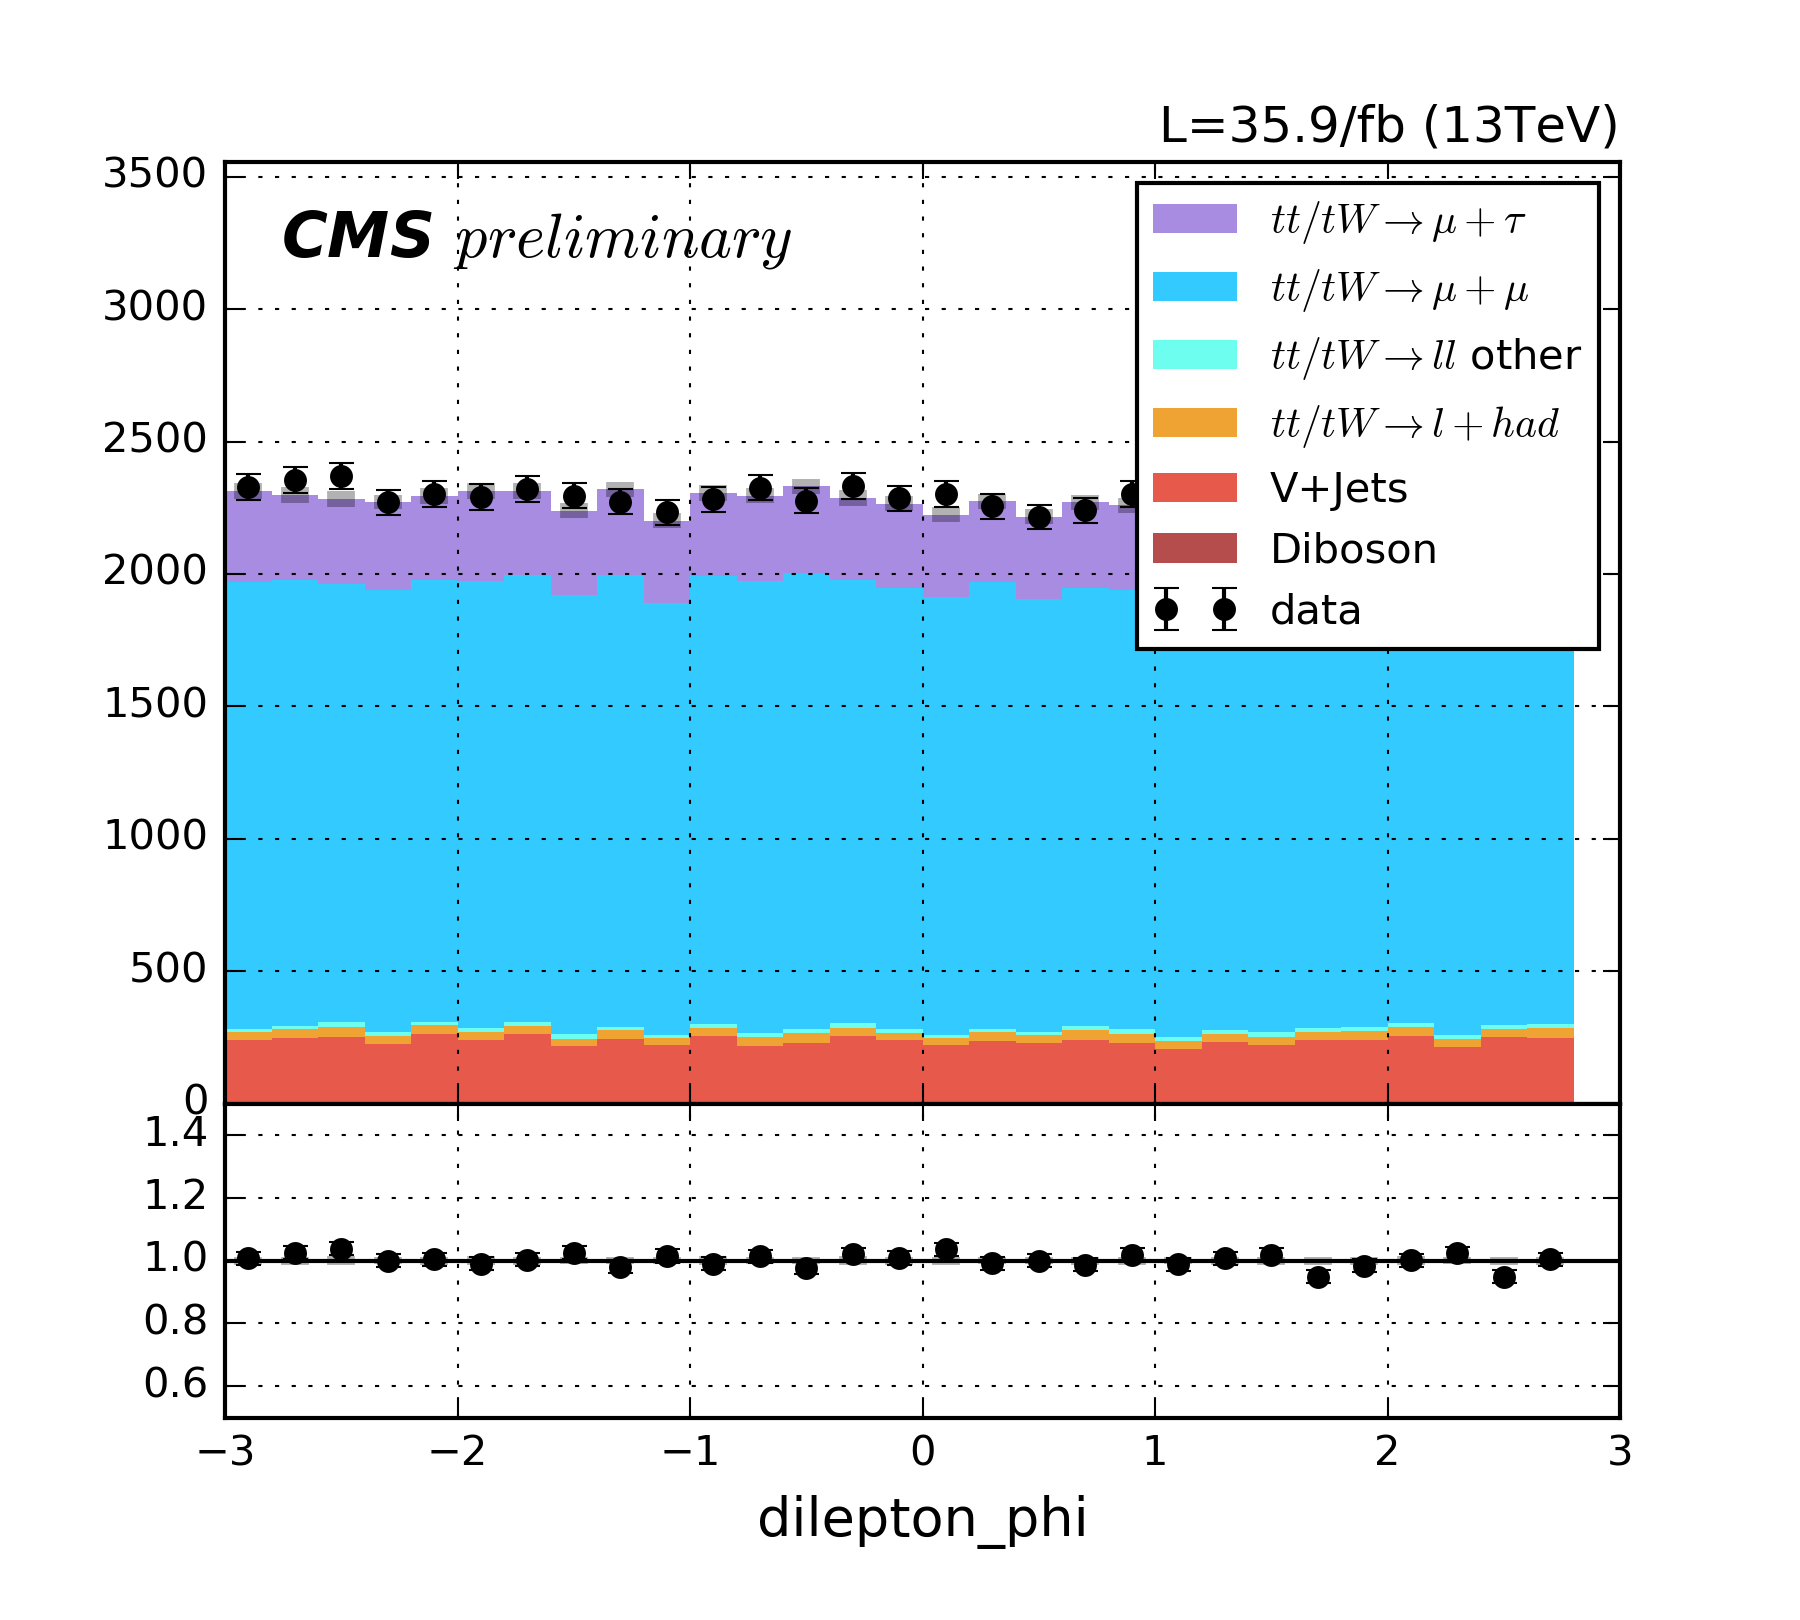 L=35.9/fb (13TeV)
3500
CMS preliminary
3000
2500
2000
1500
1000
500
0
tt/tW→μ+τ
tt/tW→μ+μ
tt/tW→ll other
tt/tW→l+had
V+Jets
Diboson
data
1.4
1.2
1.0
0.8
0.6
−3 −2 −1 0 1 2 3
dilepton_phi